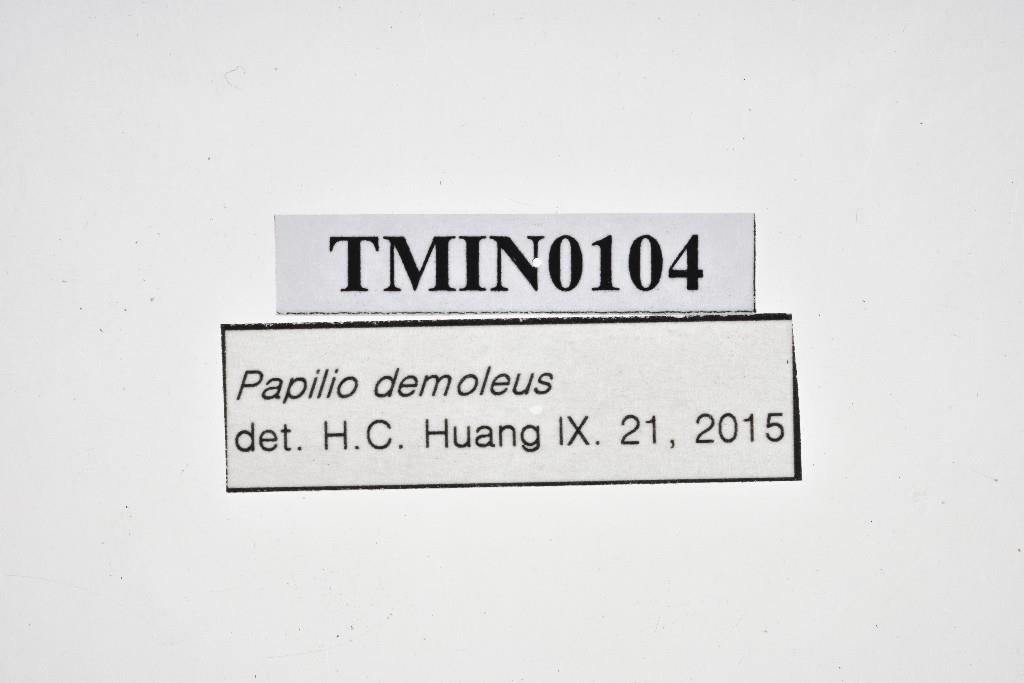 TMIN0104
Papilio demoleus
det. H.C. Huang IX. 21, 2015